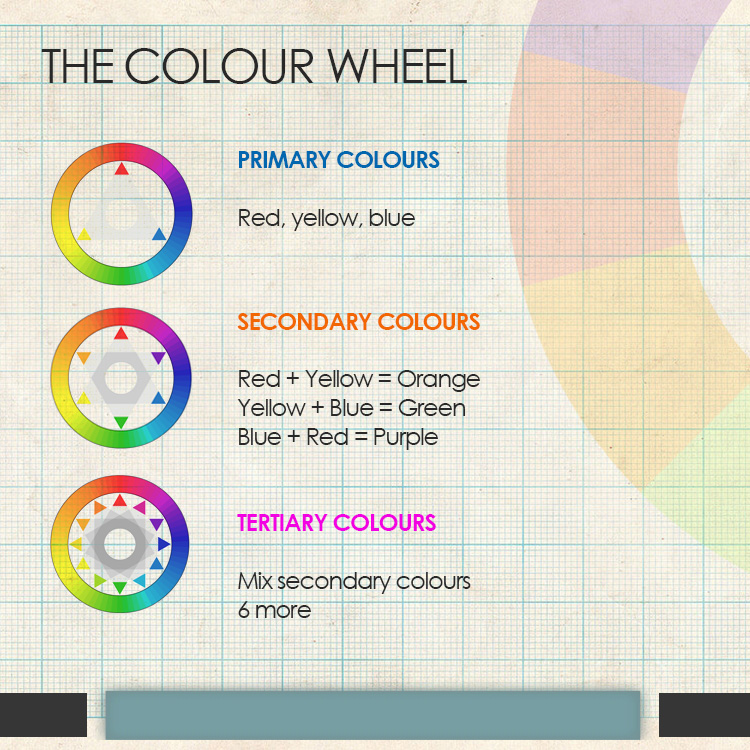 THE COLOUR WHEEL
PRIMARY COLOURS
Red, yellow, blue
SECONDARY COLOURS
Red + Yellow = Orange
Yellow + Blue = Green
Blue + Red = Purple
TERTIARY COLOURS
Mix secondary colours
6 more